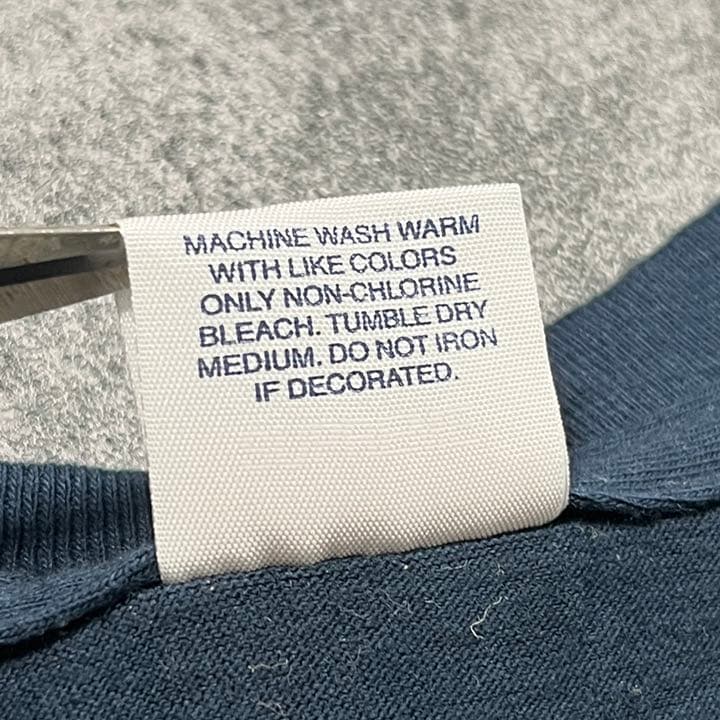 MACHINE WASH WARM
WITH LIKE COLORS
ONLY NON-CHLORINE
BLEACH. TUMBLE DRY
MEDIUM. DO NOT IRON
IF DECORATED.